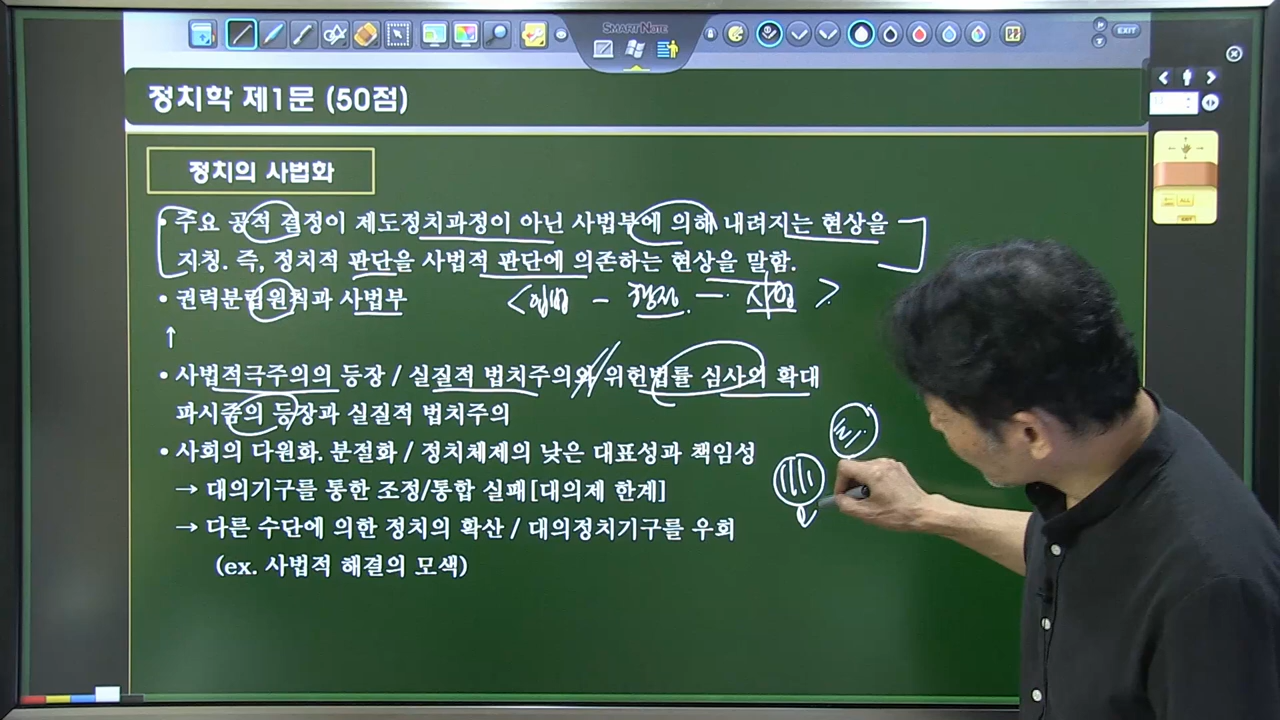 SMARTNOTE
EXIT
정치학 제1문 (50점)
정치의 사법화
• 주요 공적 결정이 제도정치과정이 아닌 사법부에 의해 내려지는 현상을
지칭. 즉, 정치적 판단을 사법적 판단에 의존하는 현상을 말함.
• 권력분립원칙과 사법부
<입법 – 행정 – 사법>
↑
• 사법적극주의의 등장 / 실질적 법치주의와 위헌법률 심사의 확대
파시즘의 등장과 실질적 법치주의
• 사회의 다원화. 분절화 / 정치체제의 낮은 대표성과 책임성
→ 대의기구를 통한 조정/통합 실패[대의제 한계]
→ 다른 수단에 의한 정치의 확산 / 대의정치기구를 우회
(ex. 사법적 해결의 모색)